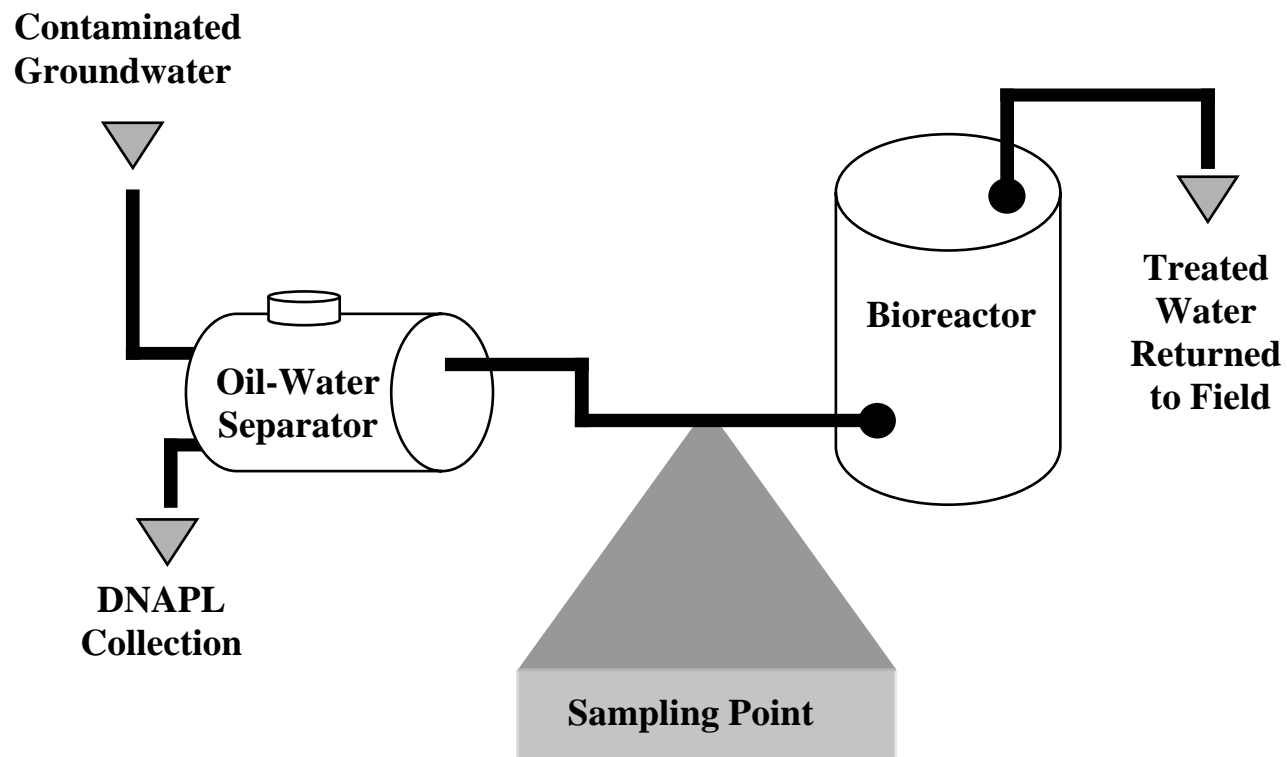 Contaminated
Groundwater
Oil-Water
Separator
DNAPL
Collection
Bioreactor
Treated
Water
Returned
to Field
Sampling Point